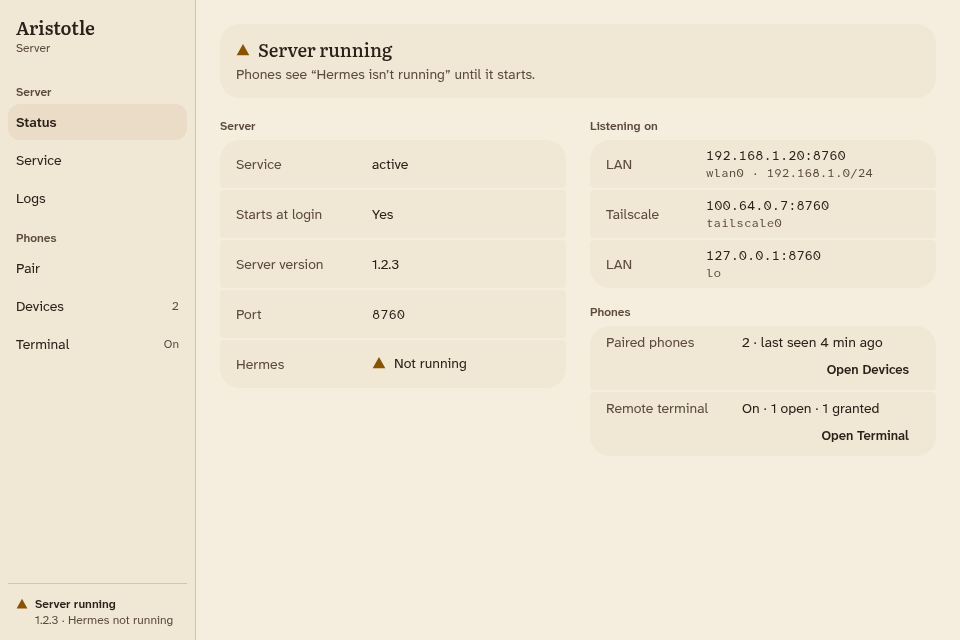 Aristotle
Server
Server
Status
Service
Logs
Phones
Pair
Devices 2
Terminal On
Server running
1.2.3 · Hermes not running
Server running
Phones see “Hermes isn’t running” until it starts.
Server
Service active
Starts at login Yes
Server version 1.2.3
Port 8760
Hermes Not running
Listening on
LAN 192.168.1.20:8760
wlan0 · 192.168.1.0/24
Tailscale 100.64.0.7:8760
tailscale0
LAN 127.0.0.1:8760
lo
Phones
Paired phones 2 · last seen 4 min ago
Open Devices
Remote terminal On · 1 open · 1 granted
Open Terminal